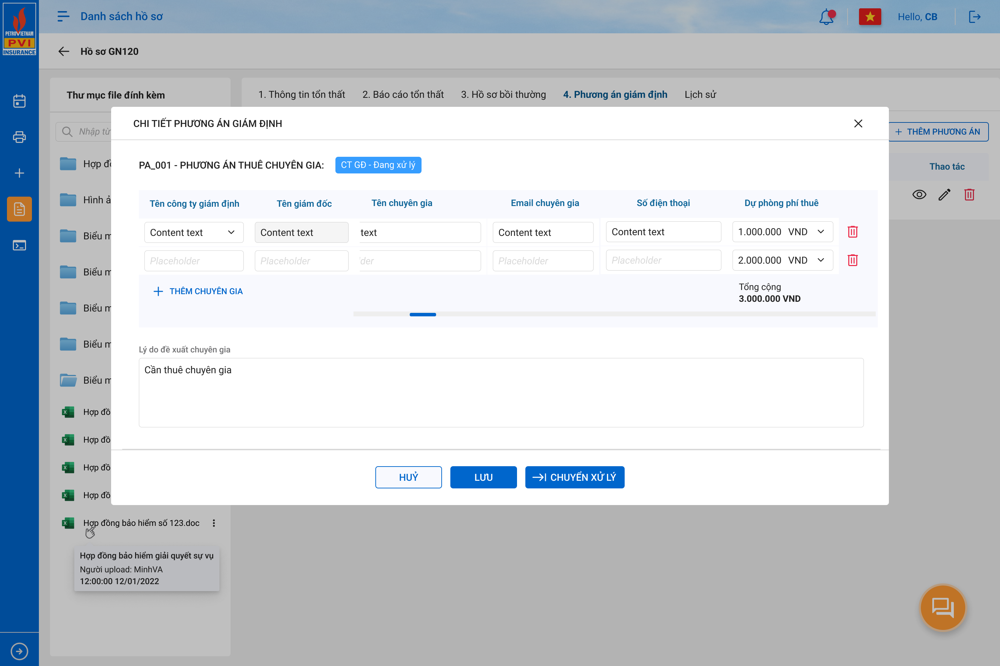 PETROVIETNAM
PVI
INSURANCE
Danh sách hồ sơ
Hello, CB
Hồ sơ GN120
Thư mục file đính kèm
1. Thông tin tổn thất
2. Báo cáo tổn thất
3. Hồ sơ bồi thường
4. Phương án giám định
Lịch sử
Nhập từ
THÊM PHƯƠNG ÁN
Thao tác
Hợp đồ
Hình ả
Biểu m
Biểu m
Biểu m
Biểu m
Biểu m
Hợp đồ
Hợp đồ
Hợp đồ
Hợp đồ
Hợp đồng bảo hiểm số 123.doc
Hợp đồng bảo hiểm giải quyết sự vụ
Người upload: MinhVA
12:00:00 12/01/2022
CHI TIẾT PHƯƠNG ÁN GIÁM ĐỊNH
PA_001 - PHƯƠNG ÁN THUÊ CHUYÊN GIA:
CT GĐ - Đang xử lý
Tên công ty giám định
Tên giám đốc
Tên chuyên gia
Email chuyên gia
Số điện thoại
Dự phòng phí thuê
Content text
Content text
text
Content text
Content text
1.000.000 VND
Placeholder
Placeholder
lder
Placeholder
Placeholder
2.000.000 VND
THÊM CHUYÊN GIA
Tổng cộng
3.000.000 VND
Lý do đề xuất chuyên gia
Cần thuê chuyên gia
HUỶ
LƯU
CHUYỂN XỬ LÝ